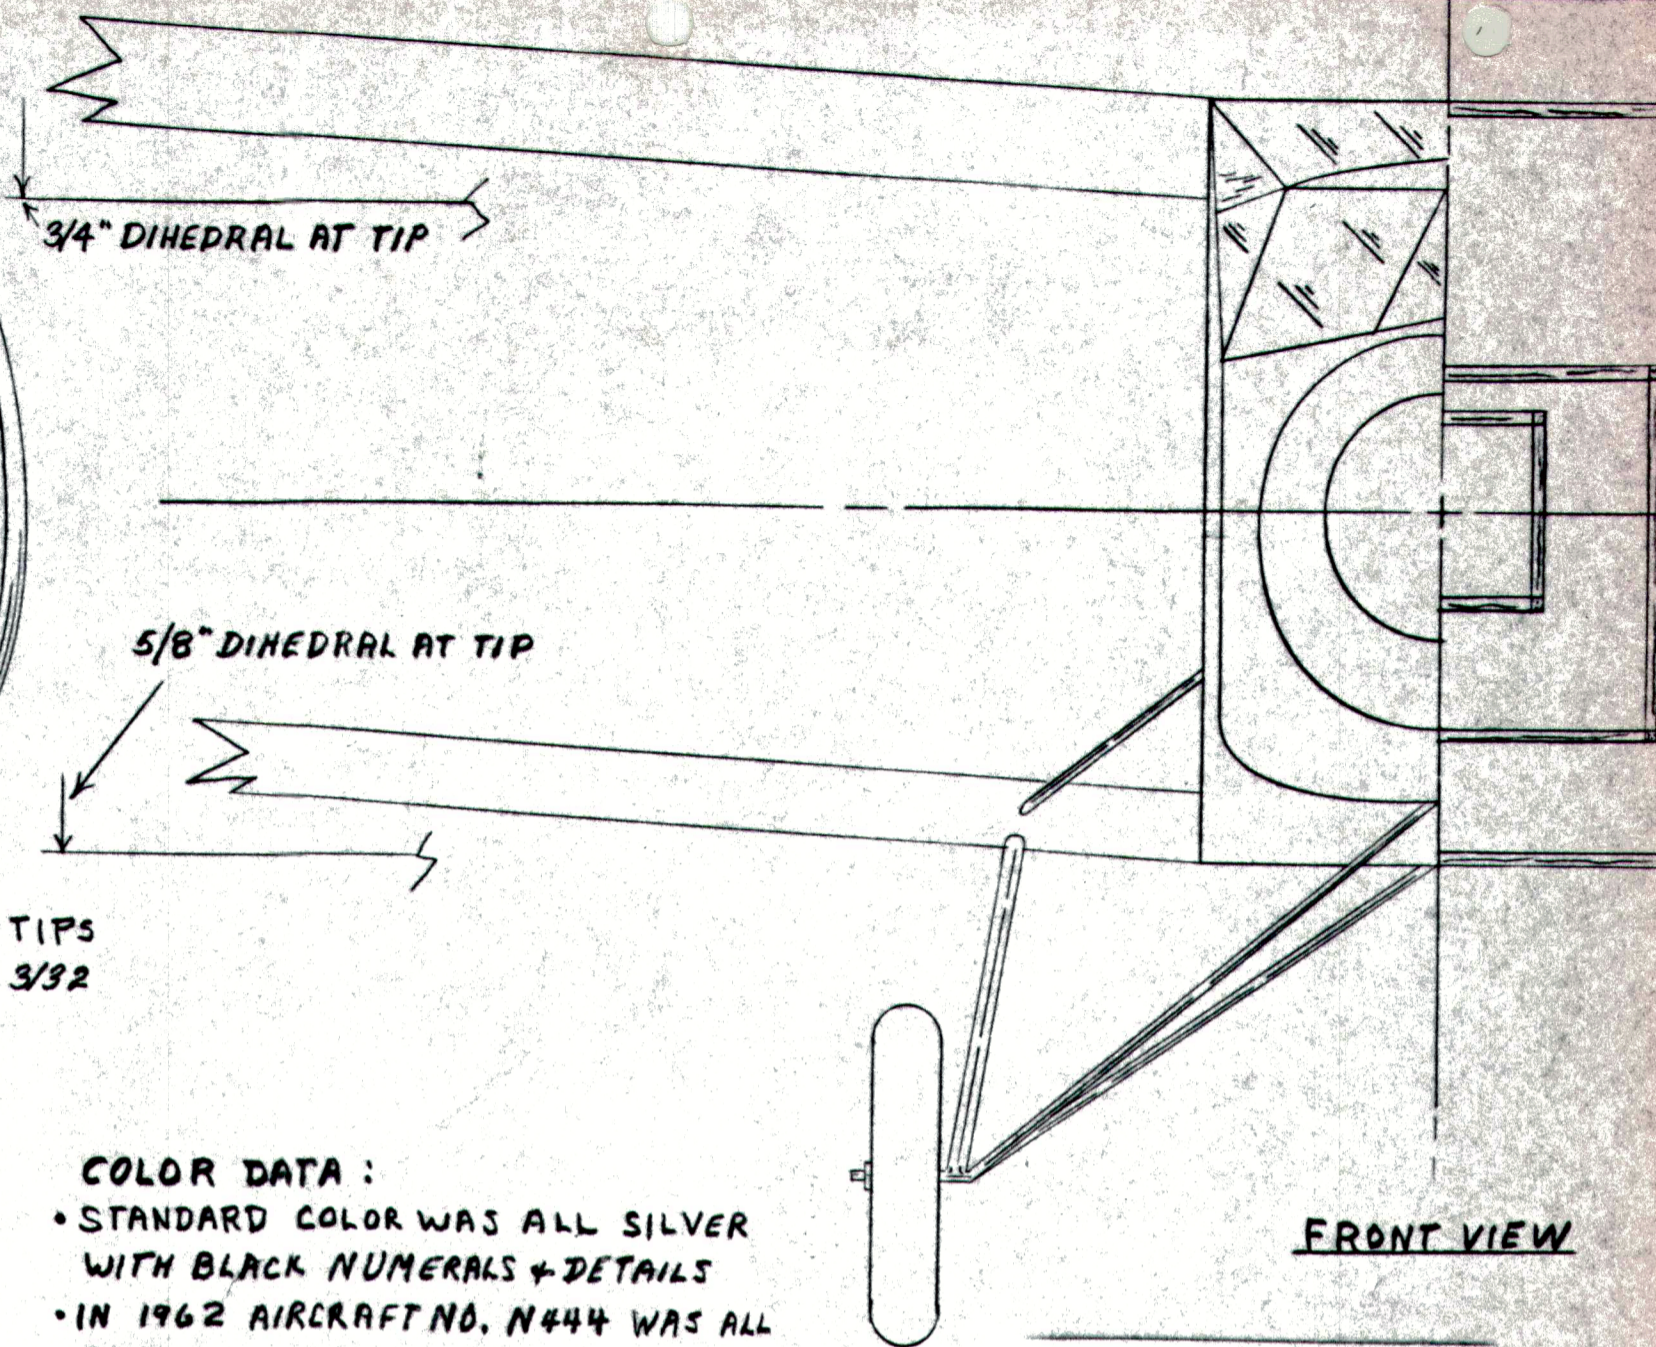 3/4" DIHEDRAL AT TIP
5/8" DIHEDRAL AT TIP
TIPS
3/32
COLOR DATA :
• STANDARD COLOR WAS ALL SILVER
WITH BLACK NUMERALS & DETAILS
• IN 1962 AIRCRAFT NO. N444 WAS ALL
FRONT VIEW